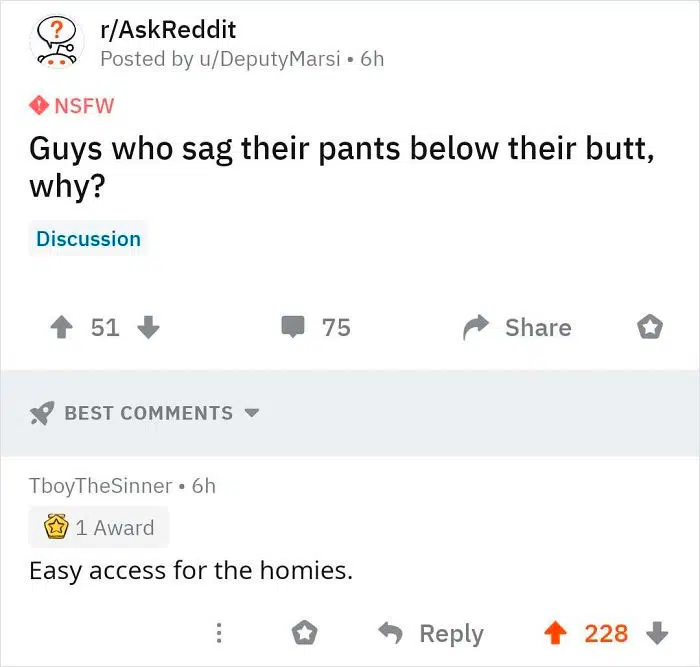 r/AskReddit
Posted by u/DeputyMarsi • 6h
NSFW
Guys who sag their pants below their butt,
why?
Discussion
51 75 Share
BEST COMMENTS
TboyTheSinner • 6h
1 Award
Easy access for the homies.
Reply 228